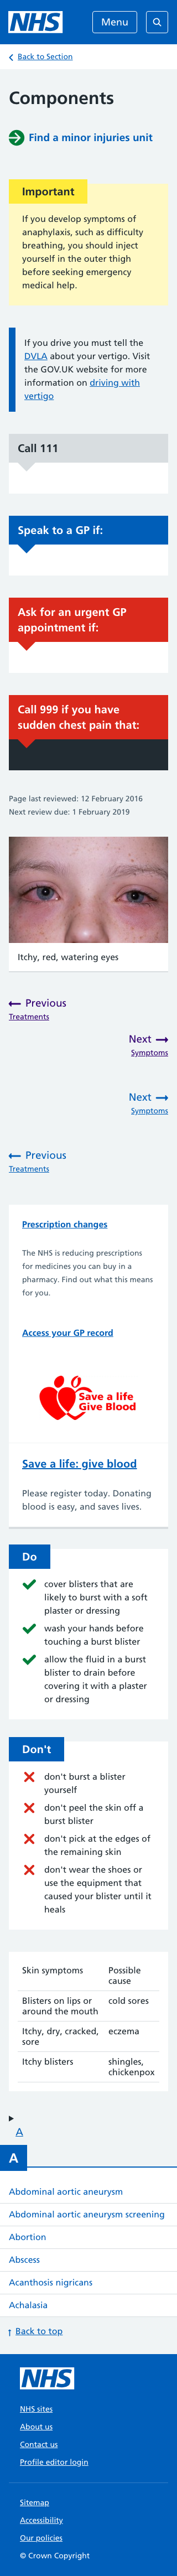 NHS
Menu
Back to Section
Components
Find a minor injuries unit
Important
If you develop symptoms of
anaphylaxis, such as difficulty
breathing, you should inject
yourself in the outer thigh
before seeking emergency
medical help.
If you drive you must tell the
DVLA about your vertigo. Visit
the GOV.UK website for more
information on driving with
vertigo
Call 111
Speak to a GP if:
Ask for an urgent GP
appointment if:
Call 999 if you have
sudden chest pain that:
Page last reviewed: 12 February 2016
Next review due: 1 February 2019
Itchy, red, watering eyes
Previous
Treatments
Next
Symptoms
Next
Symptoms
Previous
Treatments
Prescription changes
The NHS is reducing prescriptions
for medicines you can buy in a
pharmacy. Find out what this means
for you.
Access your GP record
Save a life
Give Blood
Save a life: give blood
Please register today. Donating
blood is easy, and saves lives.
Do
cover blisters that are
likely to burst with a soft
plaster or dressing
wash your hands before
touching a burst blister
allow the fluid in a burst
blister to drain before
covering it with a plaster
or dressing
Don't
don't burst a blister
yourself
don't peel the skin off a
burst blister
don't pick at the edges of
the remaining skin
don't wear the shoes or
use the equipment that
caused your blister until it
heals
Skin symptoms Possible
cause
Blisters on lips or cold sores
around the mouth
Itchy, dry, cracked, eczema
sore
Itchy blisters shingles,
chickenpox
A
A
Abdominal aortic aneurysm
Abdominal aortic aneurysm screening
Abortion
Abscess
Acanthosis nigricans
Achalasia
Back to top
NHS
NHS sites
About us
Contact us
Profile editor login
Sitemap
Accessibility
Our policies
© Crown Copyright